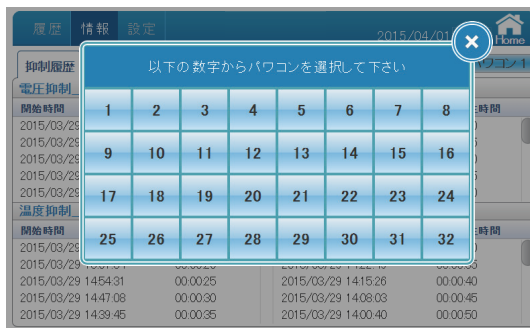 履歴 情報 設定
2015/04/01
Home
抑制履歴
パワコン1
以下の数字からパワコンを選択して下さい
電圧抑制
開始時間
時間
1 2 3 4 5 6 7 8
2015/03/29
2015/03/29
9 10 11 12 13 14 15 16
2015/03/29
2015/03/29
17 18 19 20 21 22 23 24
2015/03/29
温度抑制
開始時間
時間
25 26 27 28 29 30 31 32
2015/03/29
2015/03/29
2015/03/29 14:54:31 00:00:25 2015/03/29 14:15:26 00:00:40
2015/03/29 14:47:08 00:00:30 2015/03/29 14:08:03 00:00:45
2015/03/29 14:39:45 00:00:35 2015/03/29 14:00:40 00:00:50